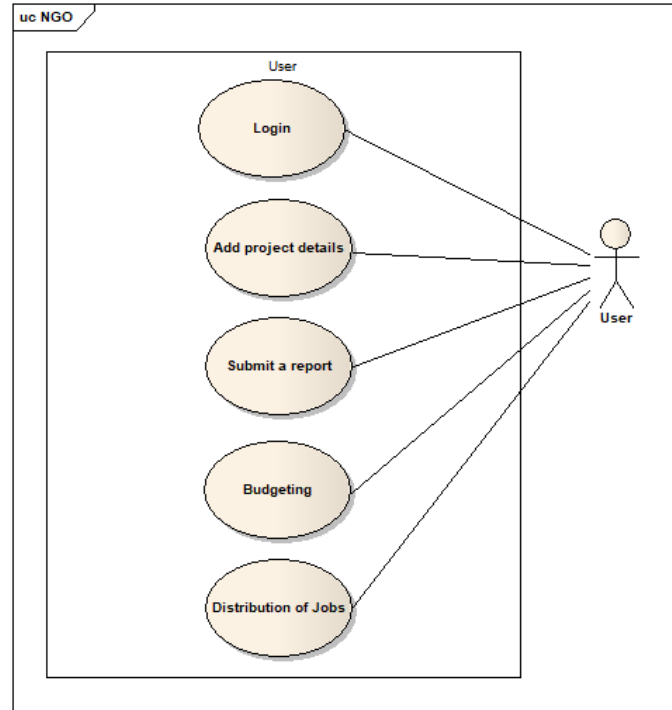 uc NGO
User
Login
Add project details
Submit a report
Budgeting
Distribution of Jobs
User